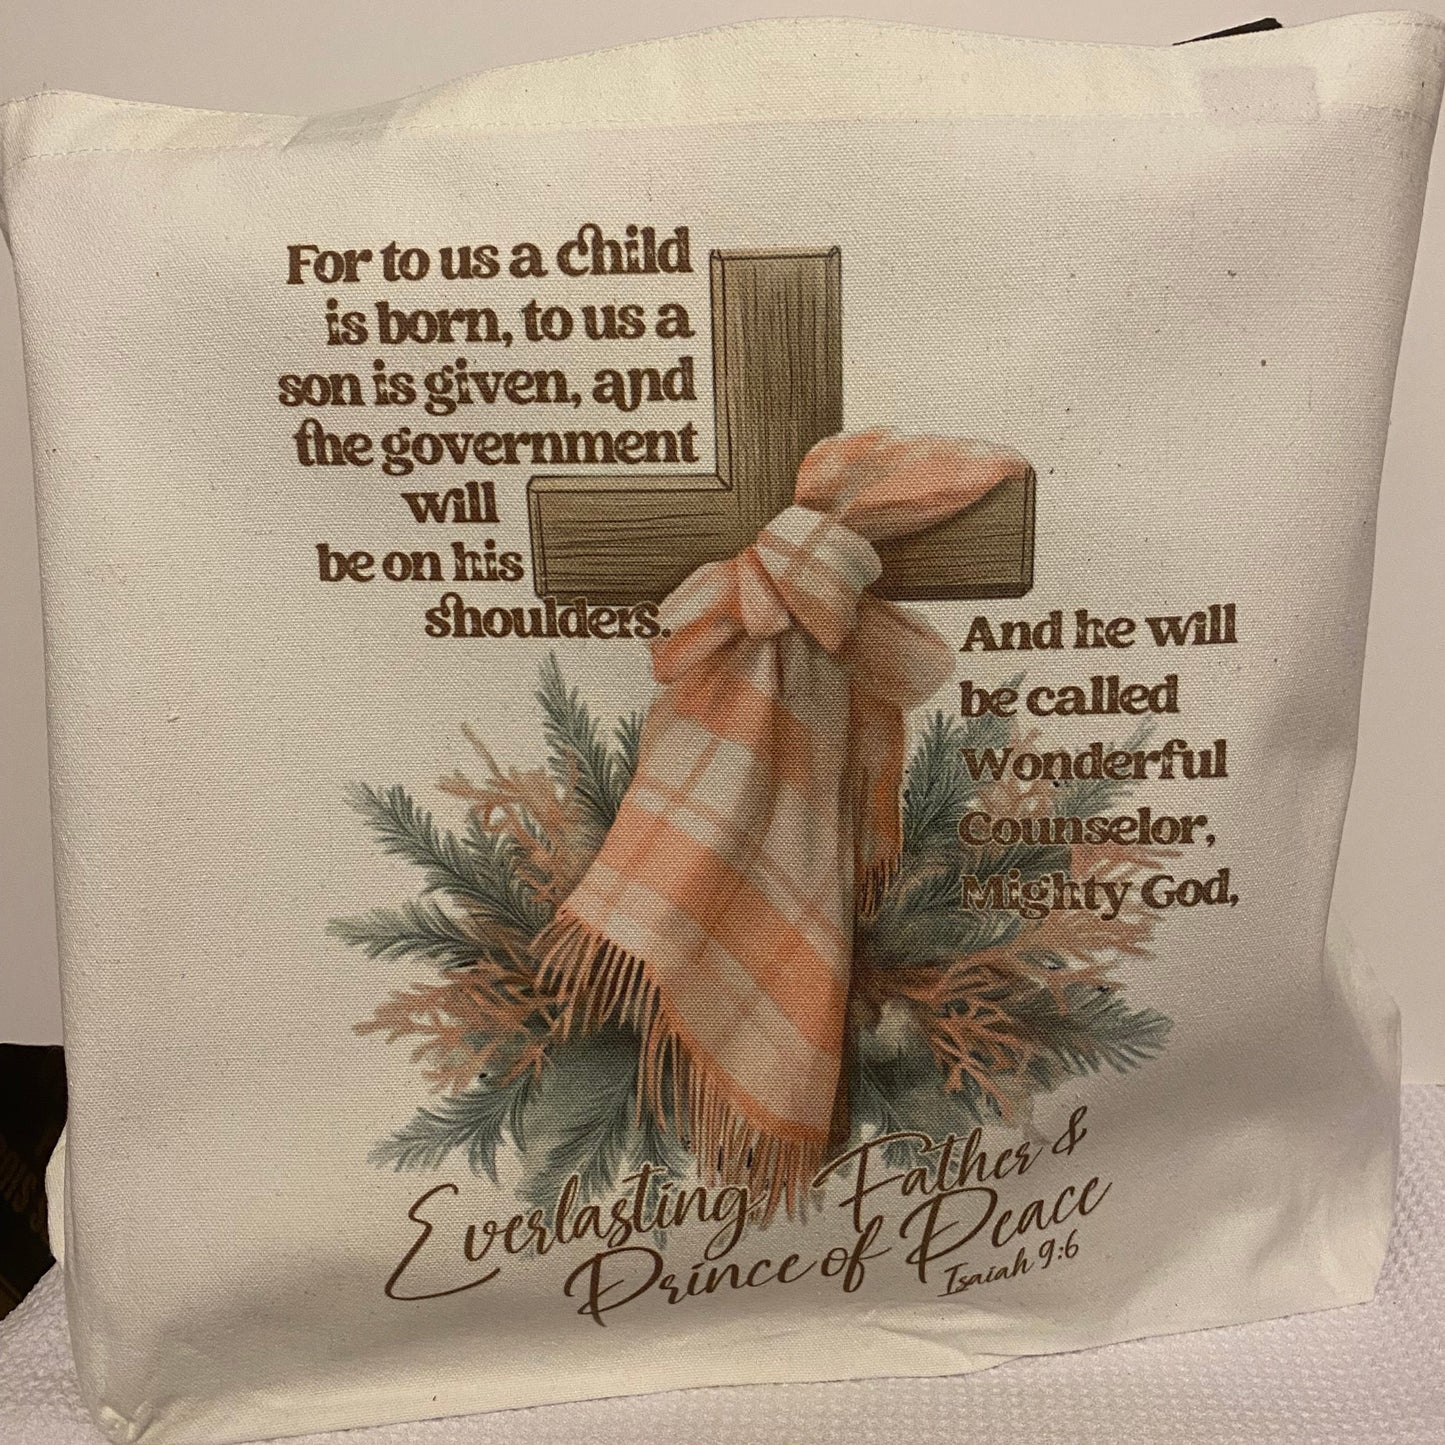 For to us a child
is born, to us a
son is given, and
the government
will
be on his
shoulders.
And he will
be called
Wonderful
Counselor,
Mighty God,
Everlasting Father &
Prince of Peace
Isaiah 9:6